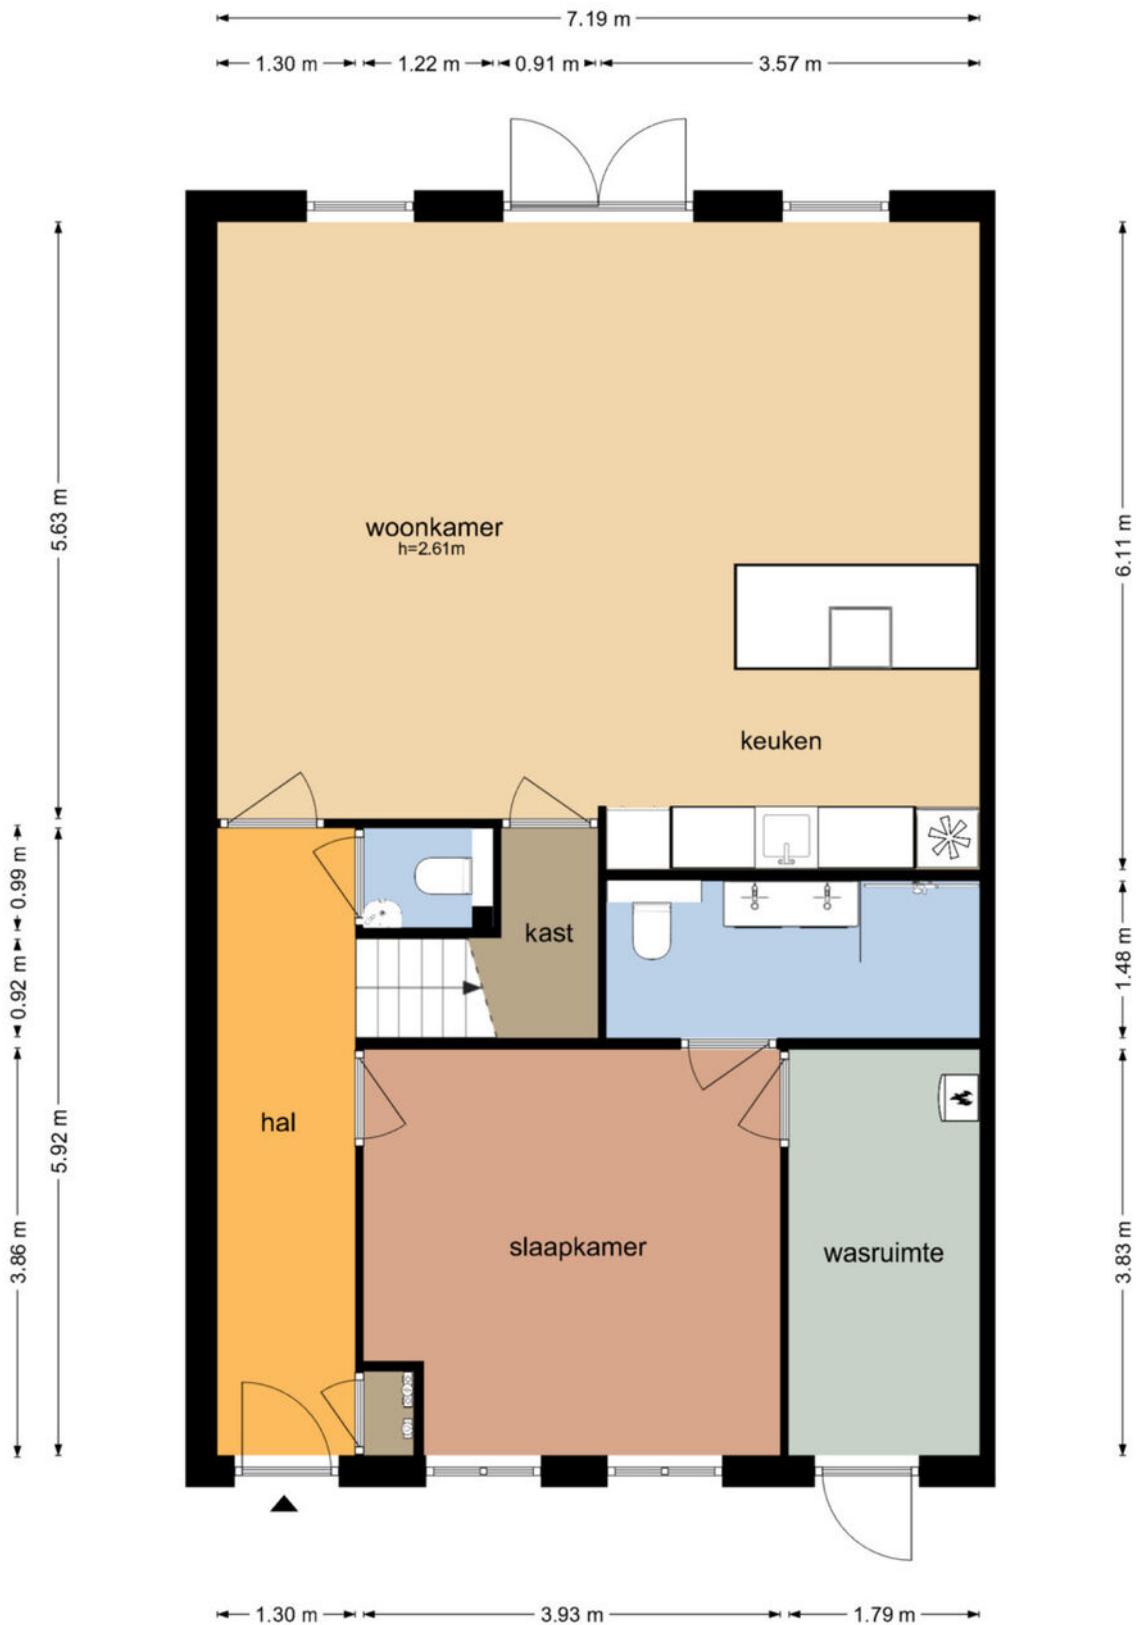 7.19 m
1.30 m
1.22 m
0.91 m
3.57 m
5.63 m
6.11 m
woonkamer
h=2.61m
keuken
0.99 m
kast
0.92 m
1.48 m
hal
5.92 m
slaapkamer
wasruimte
3.86 m
3.83 m
1.30 m
3.93 m
1.79 m